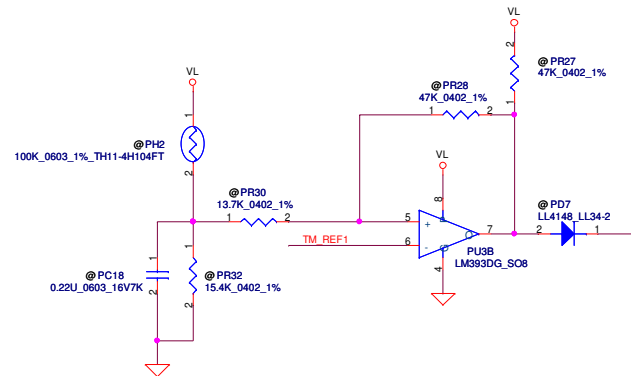 VL
2
@PR27
47K_0402_1%
1
VL
@PR28
47K_0402_1%
1
2
1
@PH2
100K_0603_1%_TH11-4H104FT
2
VL
8
@PR30
13.7K_0402_1%
1
2
5
+
7
@PD7
LL4148_LL34-2
2
1
TM_REF1
6
-
PU3B
LM393DG_SO8
4
1
@PC18
0.22U_0603_16V7K
2
1
@PR32
15.4K_0402_1%
2